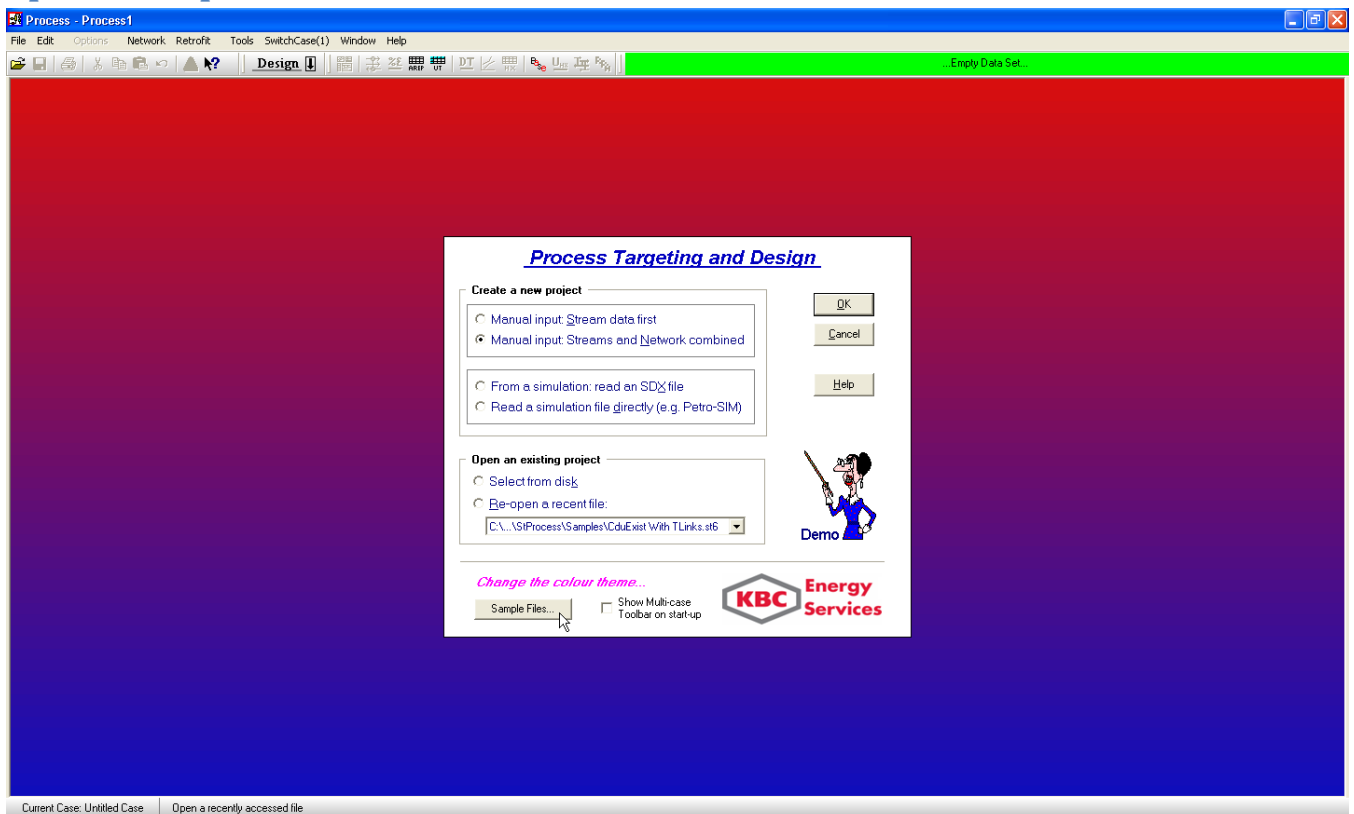 Process - Process1
File Edit Options Network Retrofit Tools SwitchCase(1) Window Help
Design DT
...Empty Data Set...
Process Targeting and Design
Create a new project
Manual input: Stream data first
Manual input: Streams and Network combined
From a simulation: read an SDX file
Read a simulation file directly (e.g. Petro-SIM)
OK
Cancel
Help
Open an existing project
Select from disk
Re-open a recent file:
C:\...\StProcess\Samples\CduExist With TLinks.st6
Demo
Change the colour theme...
Sample Files...
Show Multi-case
Toolbar on start-up
KBC Energy
Services
Current Case: Untitled Case Open a recently accessed file